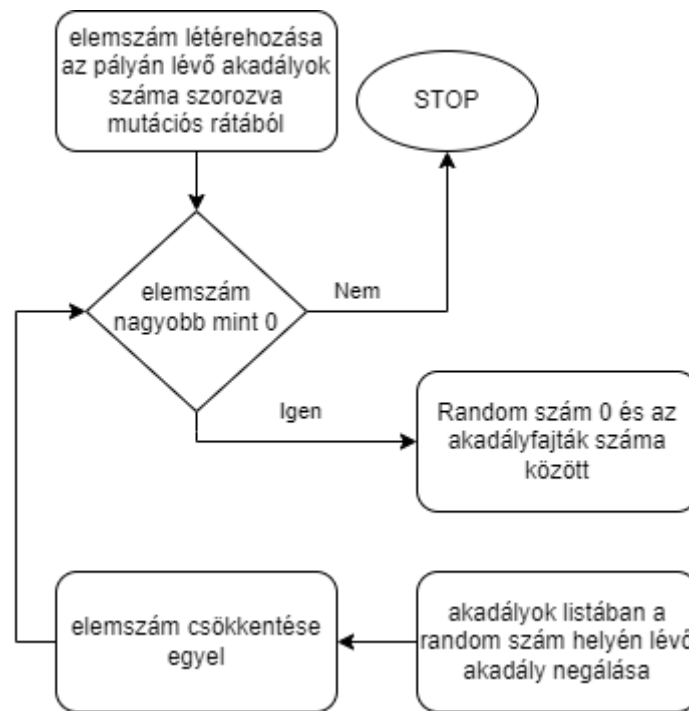 elemszám létérehozása
az pályán lévő akadályok
száma szorozva
mutációs rátából
STOP
elemszám
nagyobb mint 0
Nem
Igen
Random szám 0 és az
akadályfajták száma
között
akadályok listában a
random szám helyén lévő
akadály negálása
elemszám csökkentése
egyel